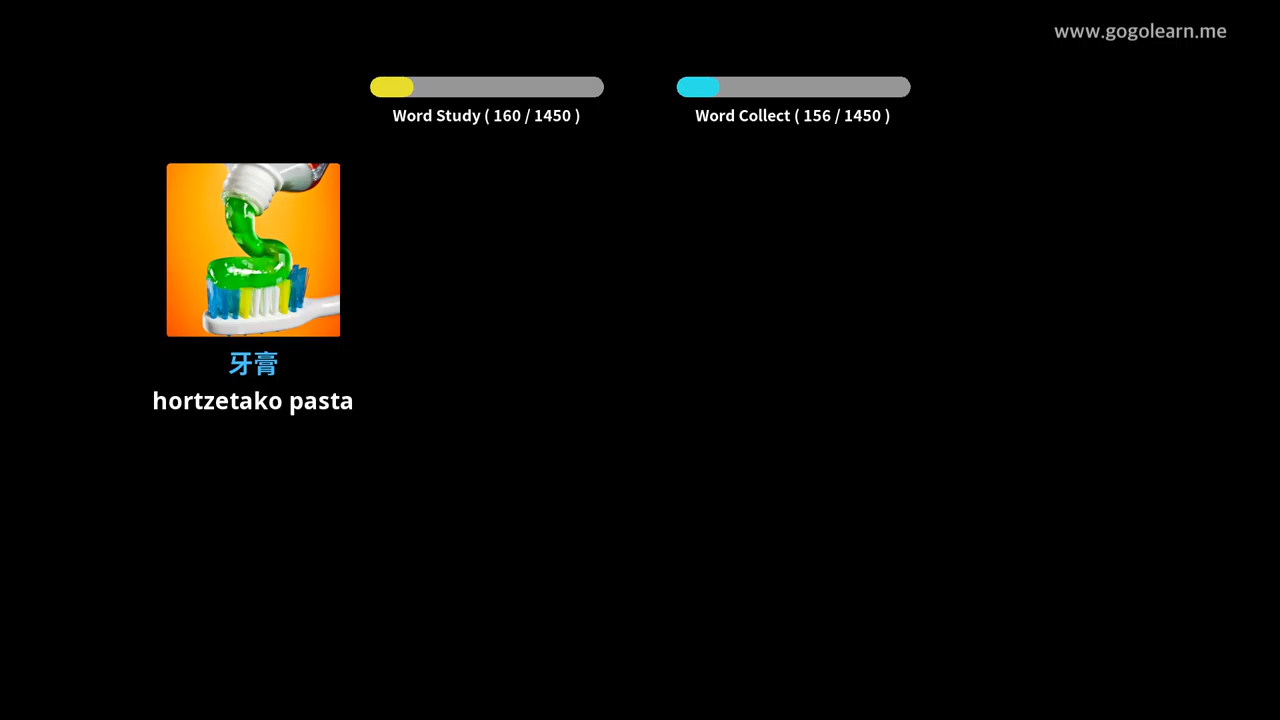 www.gogolearn.me
Word Study ( 160 / 1450 )
Word Collect ( 156 / 1450 )
牙膏
hortzetako pasta